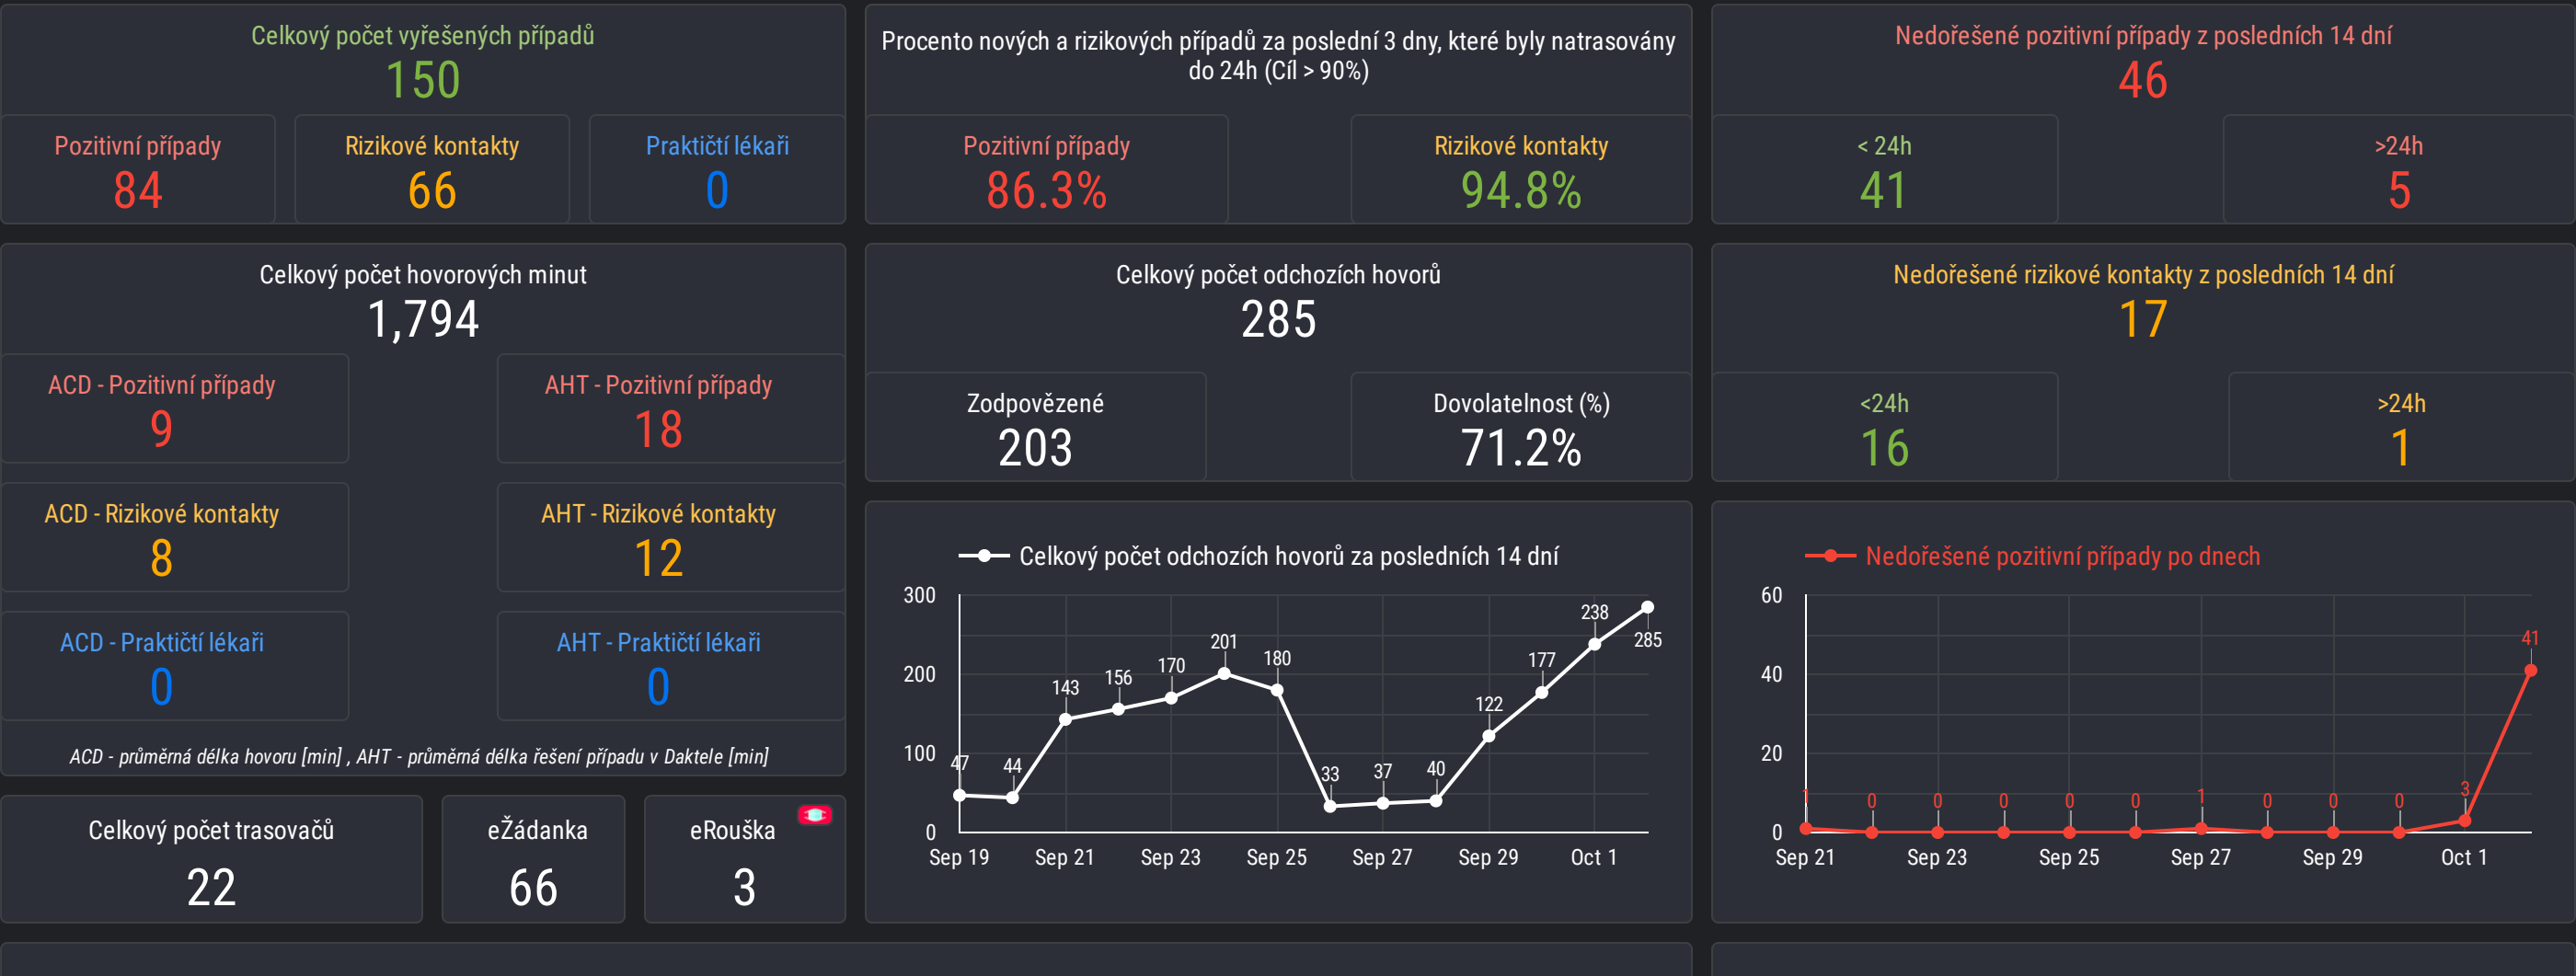 Celkový počet vyřešených případů
150
Pozitivní případy
84
Rizikové kontakty
66
Praktičtí lékaři
0
Procento nových a rizikových případů za poslední 3 dny, které byly natrasovány
do 24h (Cíl > 90%)
Pozitivní případy
86.3%
Rizikové kontakty
94.8%
Nedořešené pozitivní případy z posledních 14 dní
46
< 24h
41
>24h
5
Celkový počet hovorových minut
1,794
ACD - Pozitivní případy
9
AHT - Pozitivní případy
18
ACD - Rizikové kontakty
8
AHT - Rizikové kontakty
12
ACD - Praktičtí lékaři
0
AHT - Praktičtí lékaři
0
ACD - průměrná délka hovoru [min] , AHT - průměrná délka řešení případu v Daktele [min]
Celkový počet odchozích hovorů
285
Zodpovězené
203
Dovolatelnost (%)
71.2%
Nedořešené rizikové kontakty z posledních 14 dní
17
<24h
16
>24h
1
Celkový počet trasovačů
22
eŽádanka
66
eRouška
3
Celkový počet odchozích hovorů za posledních 14 dní
300
200
100
0
47
44
143
156
170
201
180
33
37
40
122
177
238
285
Sep 19 Sep 21 Sep 23 Sep 25 Sep 27 Sep 29 Oct 1
Nedořešené pozitivní případy po dnech
60
40
20
0
1
0
0
0
0
0
1
0
0
0
3
41
Sep 21 Sep 23 Sep 25 Sep 27 Sep 29 Oct 1